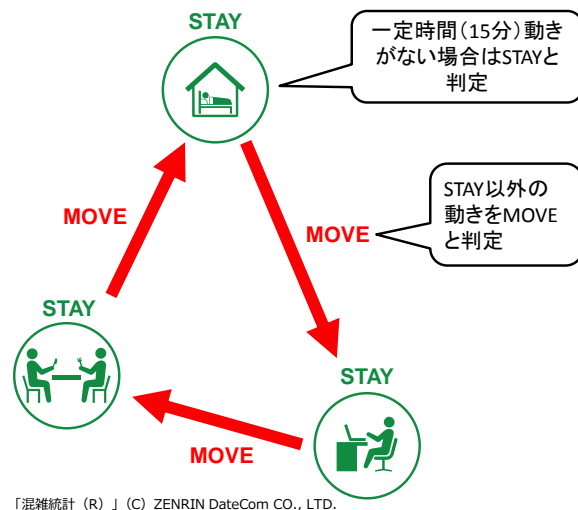 STAY
一定時間（15分）動き
がない場合はSTAYと
判定
MOVE
MOVE
STAY以外の
動きをMOVE
と判定
STAY
STAY
MOVE
「混雑統計（R）」（C）ZENRIN DateCom CO., LTD.